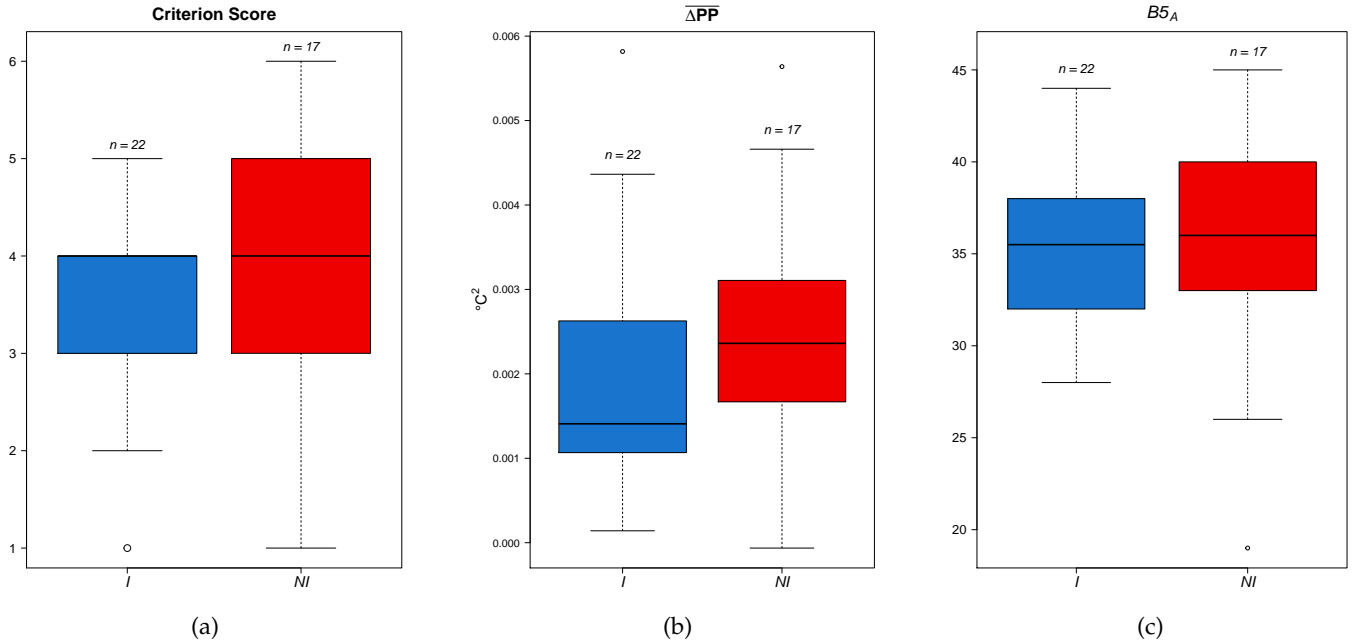 Criterion Score
6
5
4
3
2
1
n = 22
n = 17
I
NI
(a)
ΔPP
°C²
0.006
0.005
0.004
0.003
0.002
0.001
0.000
n = 22
n = 17
I
NI
(b)
B5A
45
40
35
30
25
20
n = 22
n = 17
I
NI
(c)